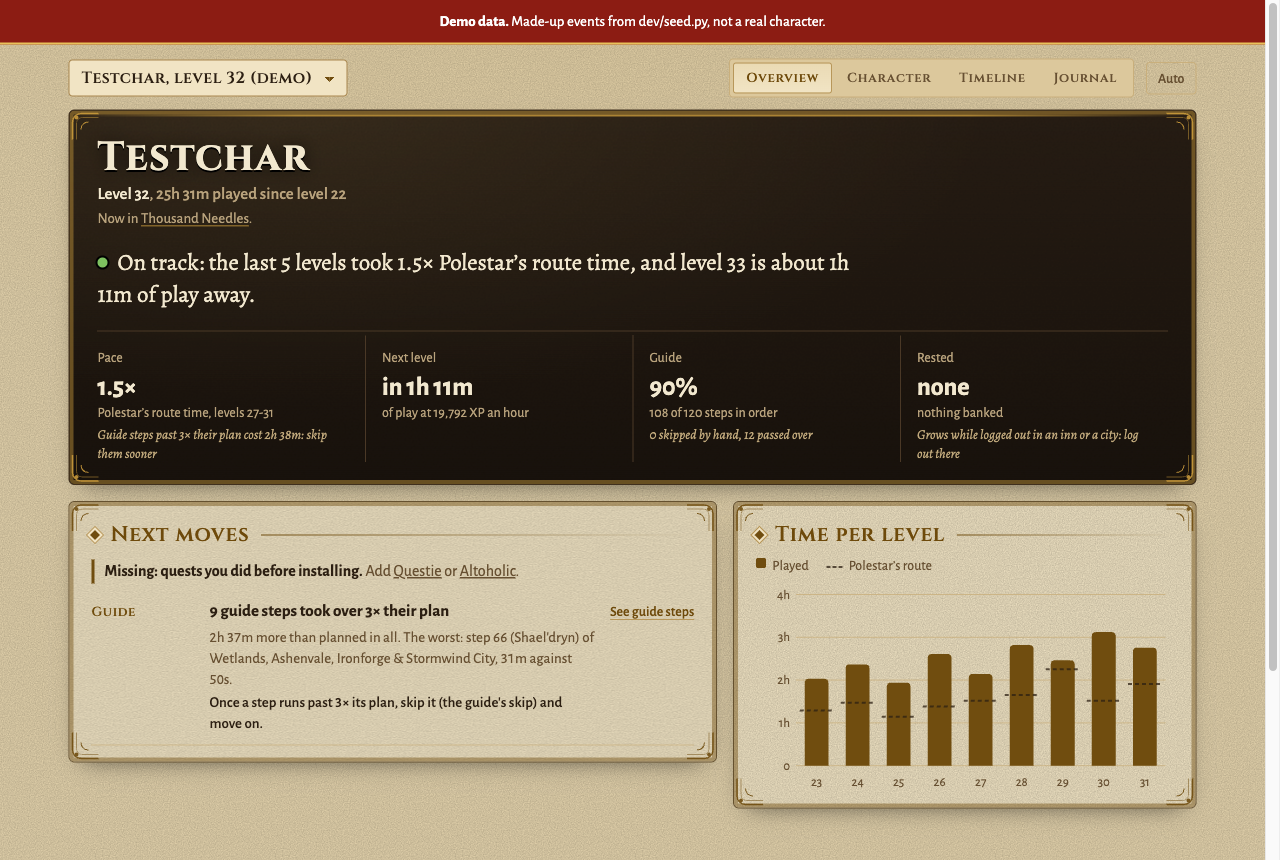 Demo data. Made-up events from dev/seed.py, not a real character.
Testchar, level 32 (demo)
Overview
Character
Timeline
Journal
Auto
Testchar
Level 32, 25h 31m played since level 22
Now in Thousand Needles.
On track: the last 5 levels took 1.5× Polestar's route time, and level 33 is about 1h
11m of play away.
Pace
1.5×
Polestar's route time, levels 27-31
Guide steps past 3× their plan cost 2h 38m: skip
them sooner
Next level
in 1h 11m
of play at 19,792 XP an hour
Guide
90%
108 of 120 steps in order
0 skipped by hand, 12 passed over
Rested
none
nothing banked
Grows while logged out in an inn or a city: log
out there
Next moves
Missing: quests you did before installing. Add Questie or Altoholic.
Guide
9 guide steps took over 3× their plan
See guide steps
2h 37m more than planned in all. The worst: step 66 (Shael'dryn) of
Wetlands, Ashenvale, Ironforge & Stormwind City, 31m against
50s.
Once a step runs past 3× its plan, skip it (the guide's skip) and
move on.
Time per level
Played
Polestar's route
4h
3h
2h
1h
0
23 24 25 26 27 28 29 30 31